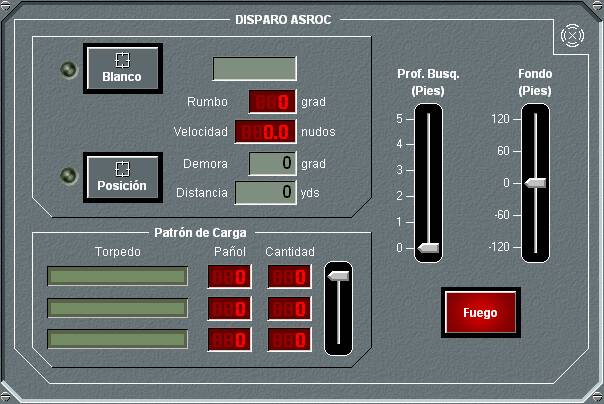 DISPARO ASROC
Blanco
Rumbo 0 grad
Velocidad 0.0 nudos
Posición
Demora 0 grad
Distancia 0 yds
Prof. Busq.
(Pies)
5
4
3
2
1
0
Fondo
(Pies)
120
60
0
-60
-120
Patrón de Carga
Torpedo Pañol Cantidad
0 0
0 0
0 0
Fuego